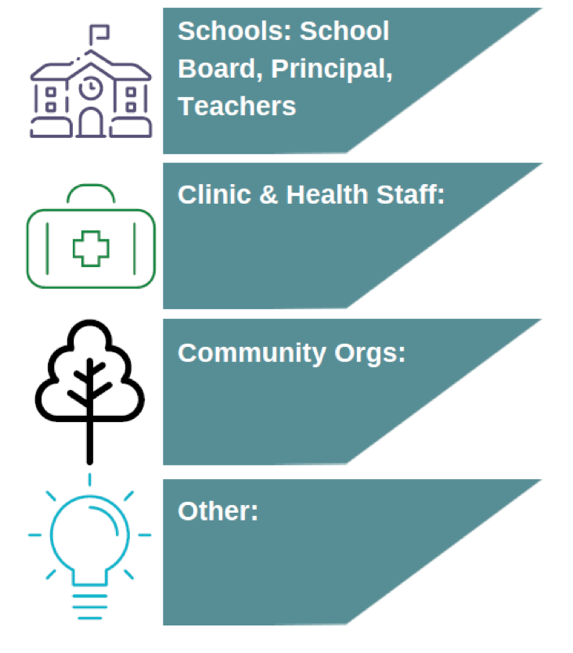 Schools: School
Board, Principal,
Teachers
Clinic & Health Staff:
Community Orgs:
Other: